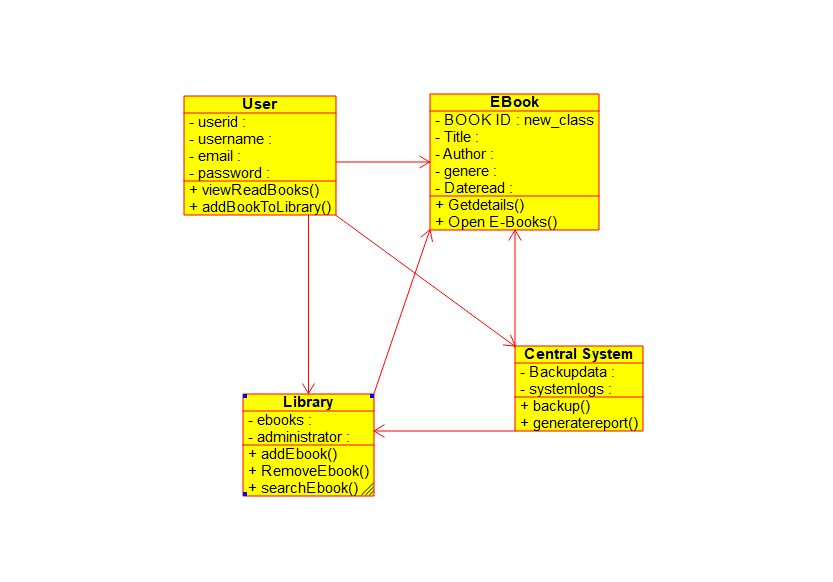 User
- userid :
- username :
- email :
- password :
+ viewReadBooks()
+ addBookToLibrary()
EBook
- BOOK ID : new_class
- Title :
- Author :
- genere :
- Dateread :
+ Getdetails()
+ Open E-Books()
Central System
- Backupdata :
- systemlogs :
+ backup()
+ generatereport()
Library
- ebooks :
- administrator :
+ addEbook()
+ RemoveEbook()
+ searchEbook()